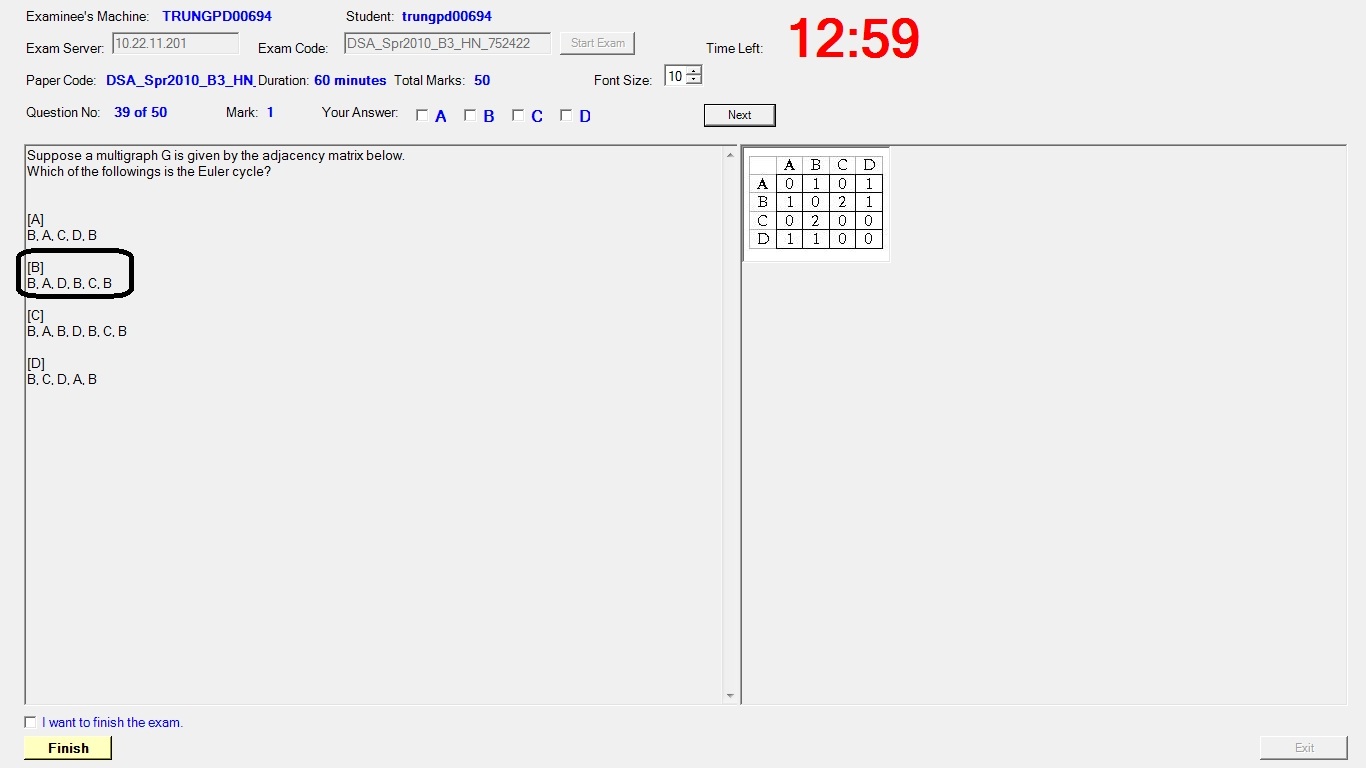 Examinee's Machine: TRUNGPD00694 Student: trungpd00694
Exam Server: 10.22.11.201 Exam Code: DSA_Spr2010_B3_HN_752422 Start Exam Time Left: 12:59
Paper Code: DSA_Spr2010_B3_HN_ Duration: 60 minutes Total Marks: 50 Font Size: 10
Question No: 39 of 50 Mark: 1 Your Answer: A B C D Next
Suppose a multigraph G is given by the adjacency matrix below.
Which of the followings is the Euler cycle?
[A]
B, A, C, D, B
[B]
B, A, D, B, C, B
[C]
B, A, B, D, B, C, B
[D]
B, C, D, A, B
A B C D
A 0 1 0 1
B 1 0 2 1
C 0 2 0 0
D 1 1 0 0
I want to finish the exam.
Finish Exit